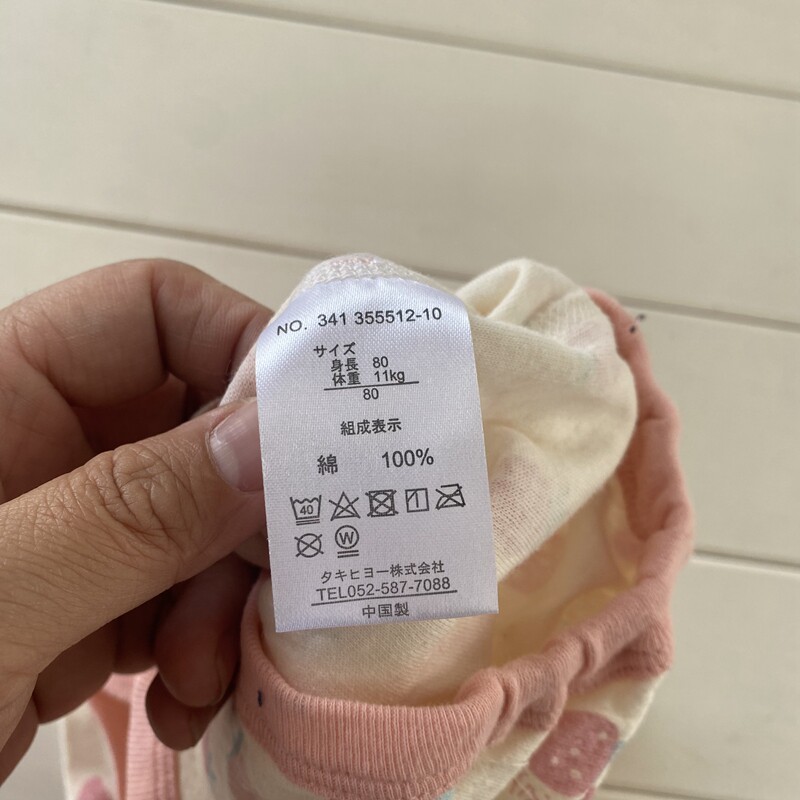 NO. 341 355512-10
サイズ
身長 80
体重 11kg
80
組成表示
綿 100%
40
W
タキヒヨー株式会社
TEL052-587-7088
中国製